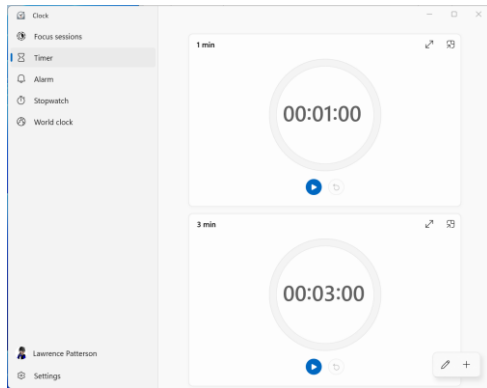 Clock
Focus sessions
Timer
Alarm
Stopwatch
World clock
1 min
00:01:00
3 min
00:03:00
Lawrence Patterson
Settings